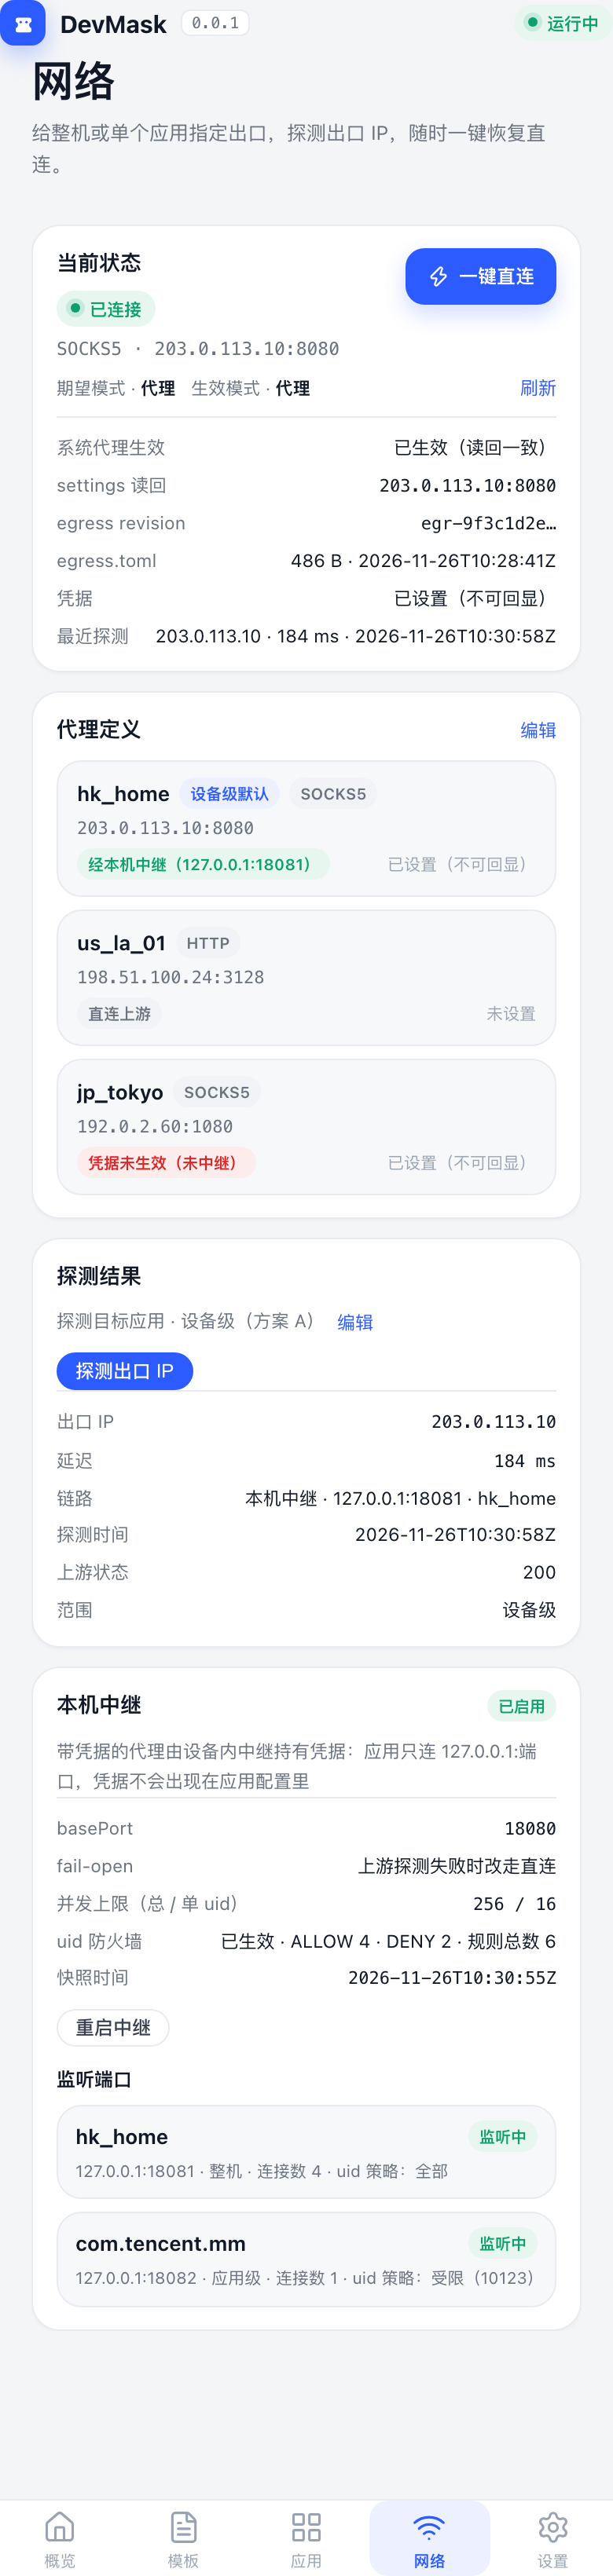 DevMask 0.0.1 运行中
网络
给整机或单个应用指定出口，探测出口 IP，随时一键恢复直
连。
当前状态
一键直连
已连接
SOCKS5 · 203.0.113.10:8080
期望模式 · 代理 生效模式 · 代理 刷新
系统代理生效 已生效（读回一致）
settings 读回 203.0.113.10:8080
egress revision egr-9f3c1d2e…
egress.toml 486 B · 2026-11-26T10:28:41Z
凭据 已设置（不可回显）
最近探测 203.0.113.10 · 184 ms · 2026-11-26T10:30:58Z
代理定义 编辑
hk_home 设备级默认 SOCKS5
203.0.113.10:8080
经本机中继（127.0.0.1:18081） 已设置（不可回显）
us_la_01 HTTP
198.51.100.24:3128
直连上游 未设置
jp_tokyo SOCKS5
192.0.2.60:1080
凭据未生效（未中继） 已设置（不可回显）
探测结果
探测目标应用 · 设备级（方案 A） 编辑
探测出口 IP
出口 IP 203.0.113.10
延迟 184 ms
链路 本机中继 · 127.0.0.1:18081 · hk_home
探测时间 2026-11-26T10:30:58Z
上游状态 200
范围 设备级
本机中继 已启用
带凭据的代理由设备内中继持有凭据：应用只连 127.0.0.1:端
口，凭据不会出现在应用配置里
basePort 18080
fail-open 上游探测失败时改走直连
并发上限（总 / 单 uid） 256 / 16
uid 防火墙 已生效 · ALLOW 4 · DENY 2 · 规则总数 6
快照时间 2026-11-26T10:30:55Z
重启中继
监听端口
hk_home 监听中
127.0.0.1:18081 · 整机 · 连接数 4 · uid 策略：全部
com.tencent.mm 监听中
127.0.0.1:18082 · 应用级 · 连接数 1 · uid 策略：受限（10123）
概览 模板 应用 网络 设置